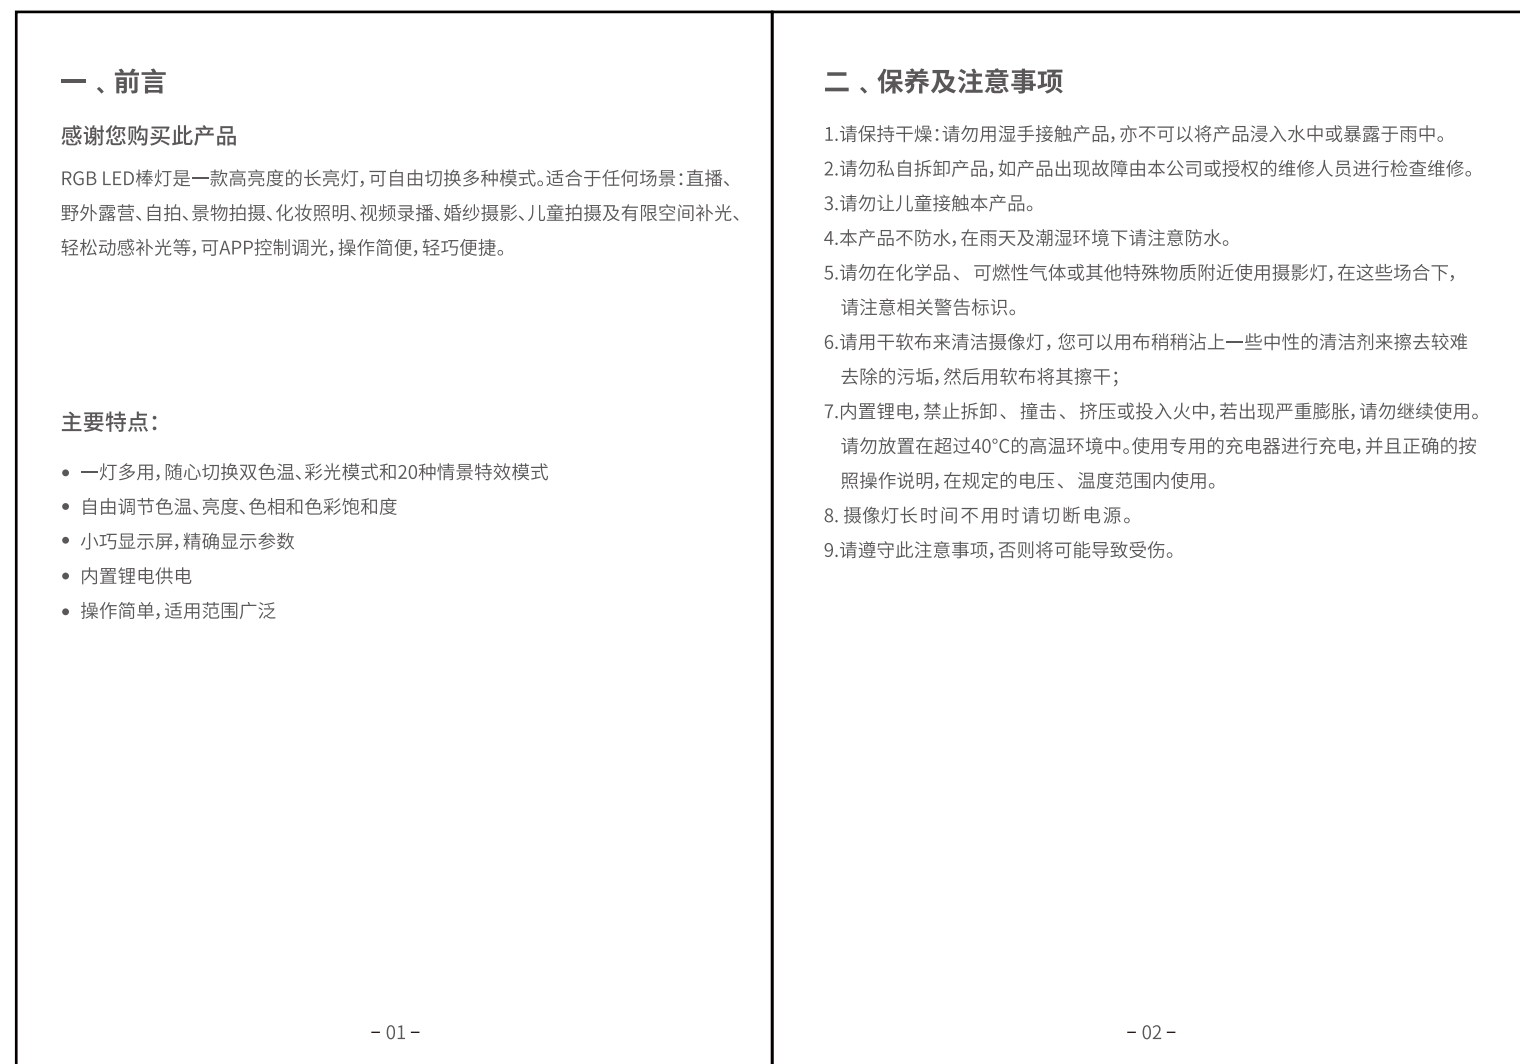 一、前言
感谢您购买此产品
RGB LED棒灯是一款高亮度的长亮灯，可自由切换多种模式。适合于任何场景：直播、
野外露营、自拍、景物拍摄、化妆照明、视频录播、婚纱摄影、儿童拍摄及有限空间补光、
轻松动感补光等，可APP控制调光，操作简便，轻巧便捷。
主要特点：
● 一灯多用，随心切换双色温、彩光模式和20种情景特效模式
● 自由调节色温、亮度、色相和色彩饱和度
● 小巧显示屏，精确显示参数
● 内置锂电供电
● 操作简单，适用范围广泛
– 01 –
二、保养及注意事项
1.请保持干燥：请勿用湿手接触产品，亦不可以将产品浸入水中或暴露于雨中。
2.请勿私自拆卸产品，如产品出现故障由本公司或授权的维修人员进行检查维修。
3.请勿让儿童接触本产品。
4.本产品不防水，在雨天及潮湿环境下请注意防水。
5.请勿在化学品、可燃性气体或其他特殊物质附近使用摄影灯，在这些场合下，
请注意相关警告标识。
6.请用干软布来清洁摄像灯，您可以用布稍稍沾上一些中性的清洁剂来擦去较难
去除的污垢，然后用软布将其擦干；
7.内置锂电，禁止拆卸、撞击、挤压或投入火中，若出现严重膨胀，请勿继续使用。
请勿放置在超过40°C的高温环境中。使用专用的充电器进行充电，并且正确的按
照操作说明，在规定的电压、温度范围内使用。
8. 摄像灯长时间不用时请切断电源。
9.请遵守此注意事项，否则将可能导致受伤。
– 02 –